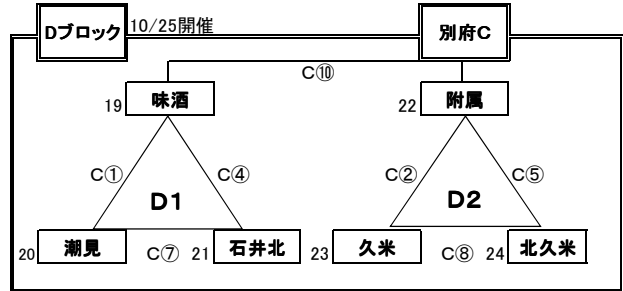 Dブロック 10/25開催 別府C
C⑩
19 味酒 22 附属
C① C④ C② C⑤
D1 D2
20 潮見 C⑦ 21 石井北 23 久米 C⑧ 24 北久米